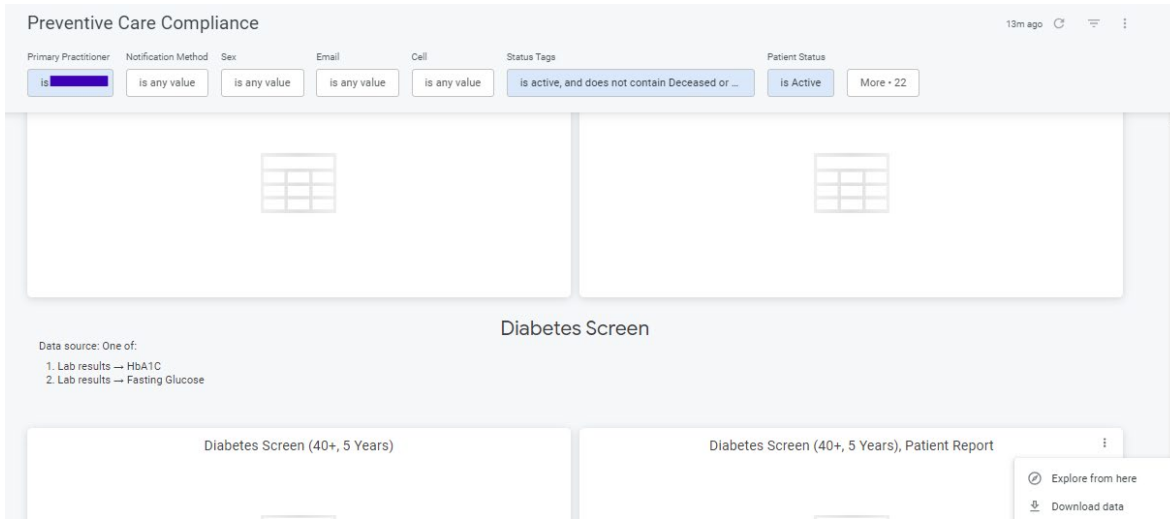 Preventive Care Compliance
13m ago
Primary Practitioner Notification Method Sex Email Cell Status Tags Patient Status
is is any value is any value is any value is any value is active, and does not contain Deceased or ... is Active More • 22
Diabetes Screen
Data source: One of:
1. Lab results → HbA1C
2. Lab results → Fasting Glucose
Diabetes Screen (40+, 5 Years)
Diabetes Screen (40+, 5 Years), Patient Report
Explore from here
Download data